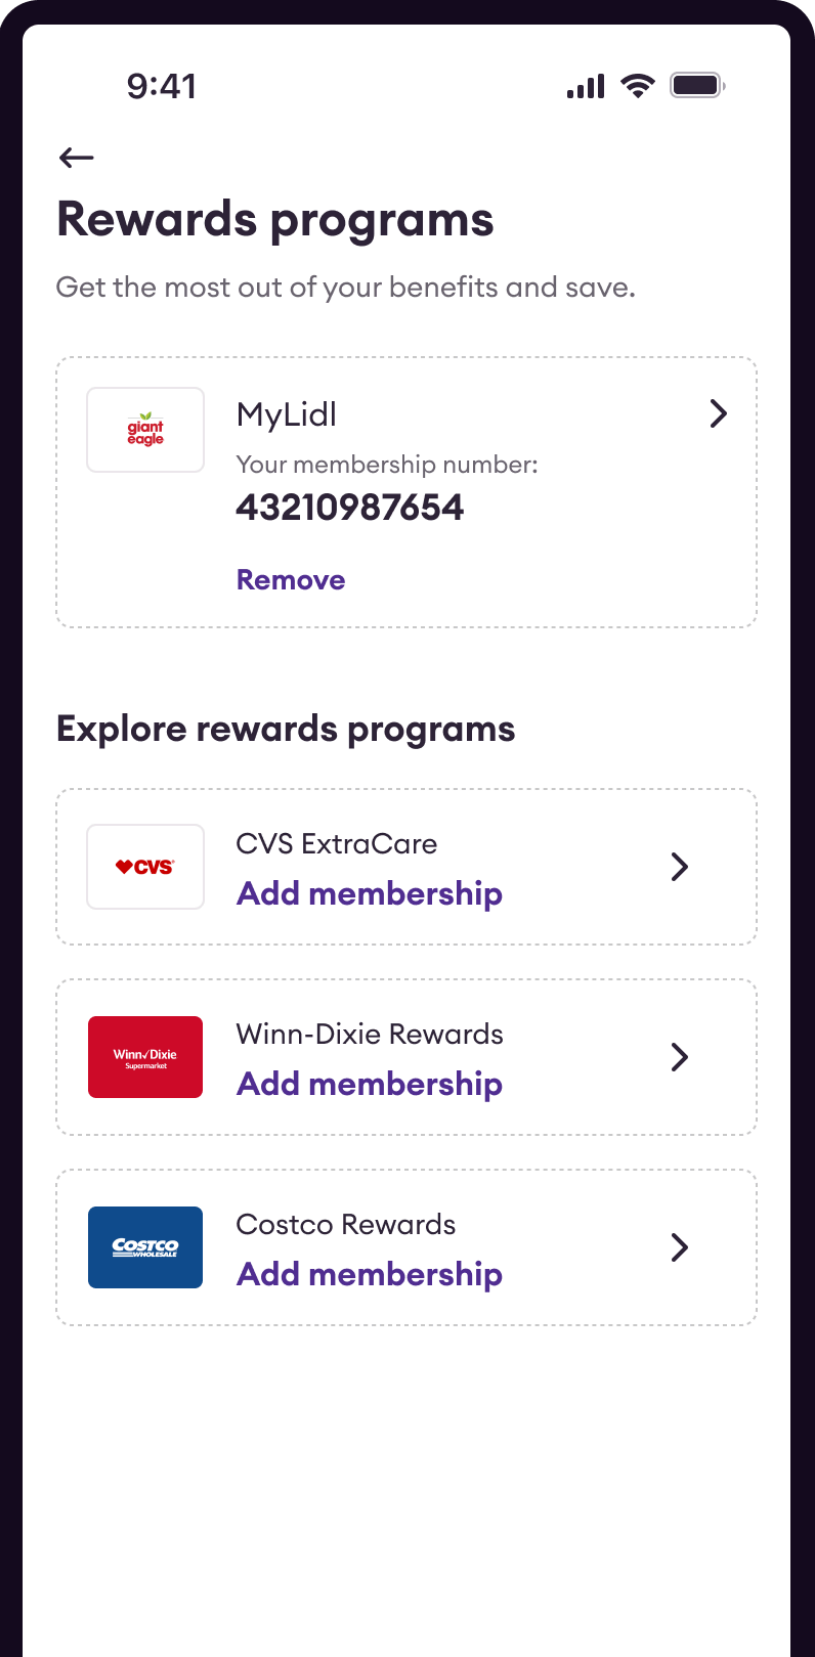 9:41
Rewards programs
Get the most out of your benefits and save.
giant
eagle
MyLidl
Your membership number:
43210987654
Remove
Explore rewards programs
CVS
CVS ExtraCare
Add membership
Winn✓Dixie
Supermarket
Winn-Dixie Rewards
Add membership
COSTCO
WHOLESALE
Costco Rewards
Add membership